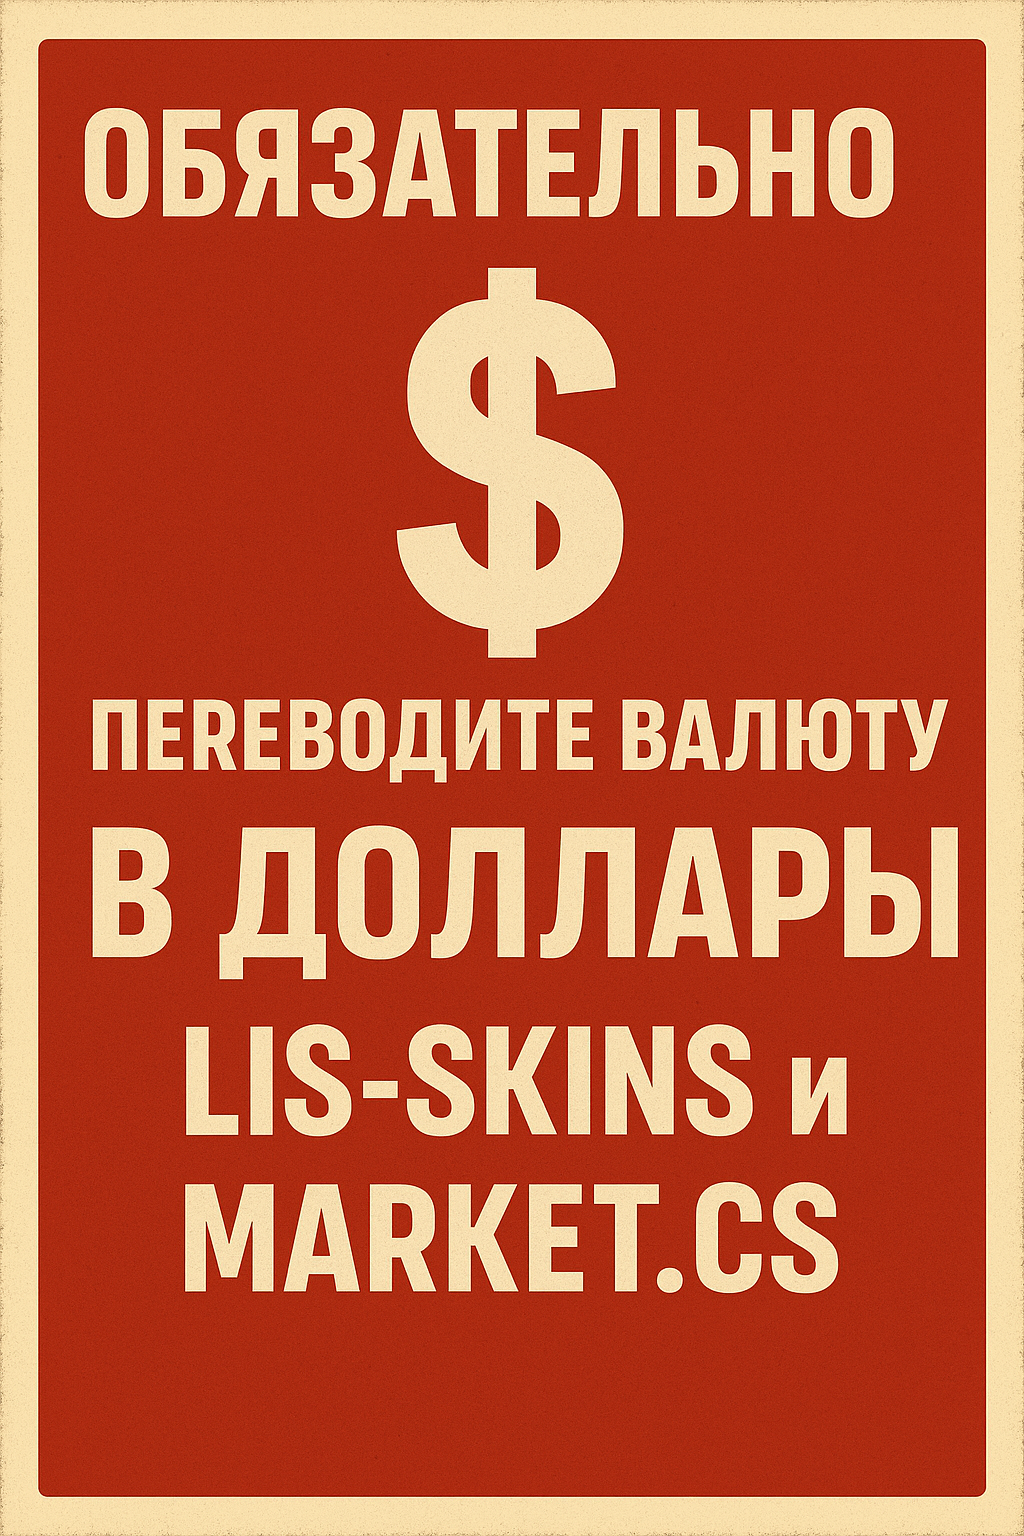 ОБЯЗАТЕЛЬНО
$
ПЕRЕВОДИТЕ ВАЛЮТУ
В ДОЛЛАРЫ
LIS-SKINS и
MARKET.CS